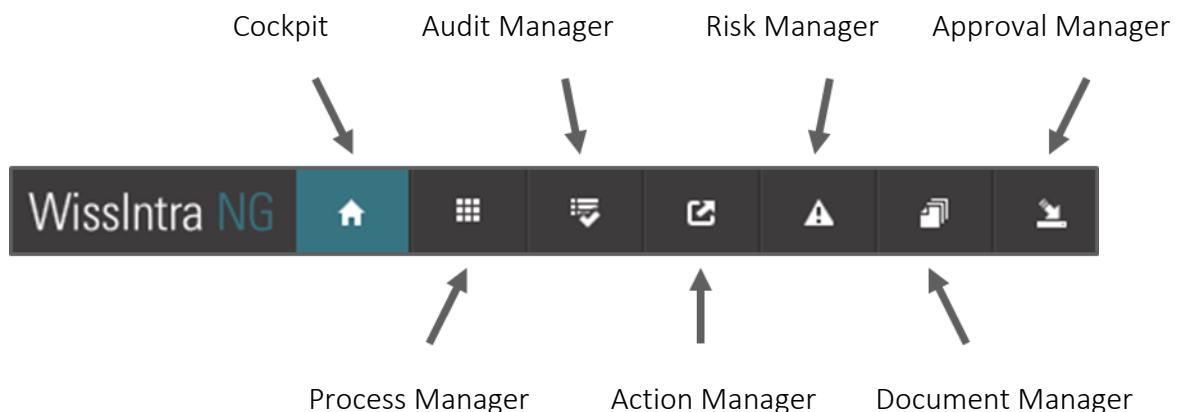 Cockpit Audit Manager Risk Manager Approval Manager
WissIntra NG
Process Manager Action Manager Document Manager